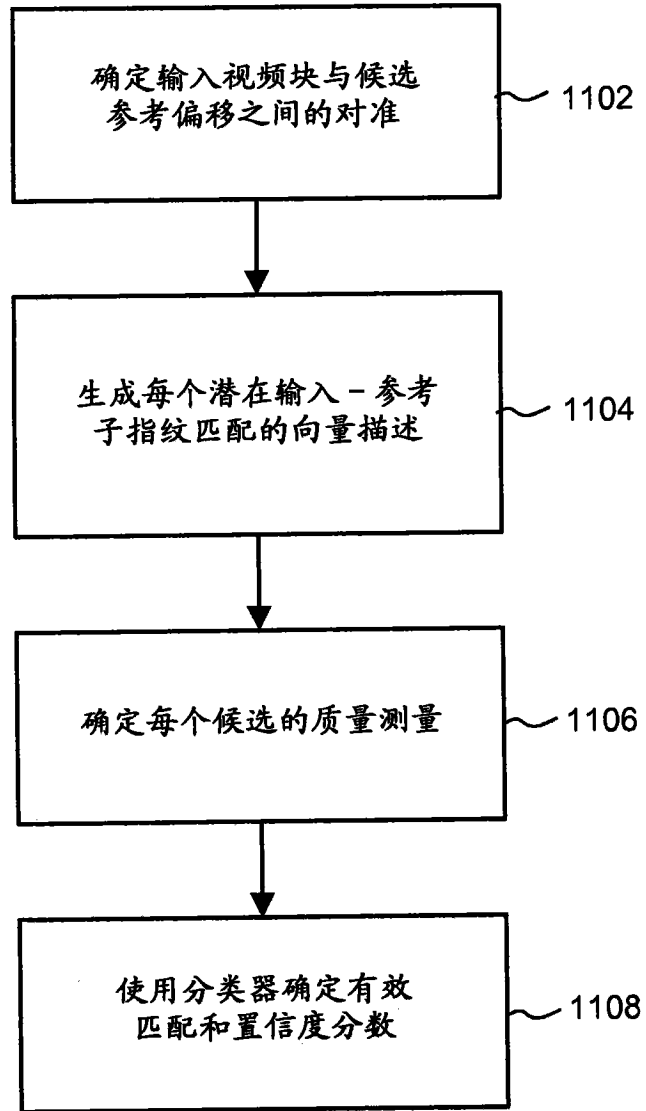 确定输入视频块与候选
参考偏移之间的对准
1102
生成每个潜在输入－参考
子指纹匹配的向量描述
1104
确定每个候选的质量测量
1106
使用分类器确定有效
匹配和置信度分数
1108